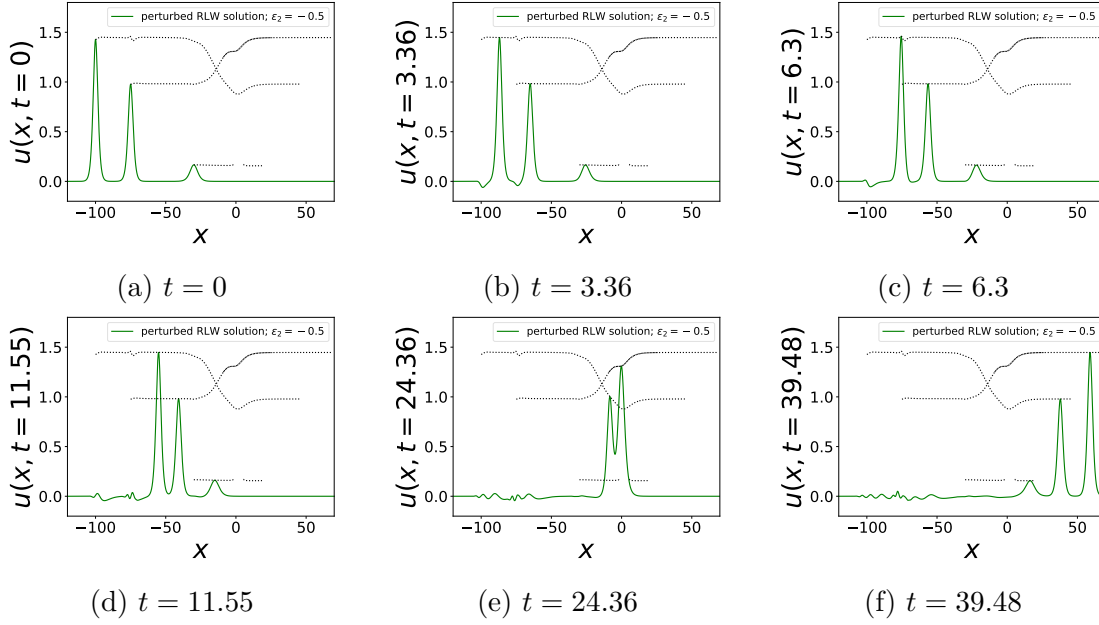 perturbed RLW solution; ε₂ = −0.5
u(x, t = 0)
1.5
1.0
0.5
0.0
−100 −50 0 50
x
(a) t = 0
perturbed RLW solution; ε₂ = −0.5
u(x, t = 3.36)
1.5
1.0
0.5
0.0
−100 −50 0 50
x
(b) t = 3.36
perturbed RLW solution; ε₂ = −0.5
u(x, t = 6.3)
1.5
1.0
0.5
0.0
−100 −50 0 50
x
(c) t = 6.3
perturbed RLW solution; ε₂ = −0.5
u(x, t = 11.55)
1.5
1.0
0.5
0.0
−100 −50 0 50
x
(d) t = 11.55
perturbed RLW solution; ε₂ = −0.5
u(x, t = 24.36)
1.5
1.0
0.5
0.0
−100 −50 0 50
x
(e) t = 24.36
perturbed RLW solution; ε₂ = −0.5
u(x, t = 39.48)
1.5
1.0
0.5
0.0
−100 −50 0 50
x
(f) t = 39.48